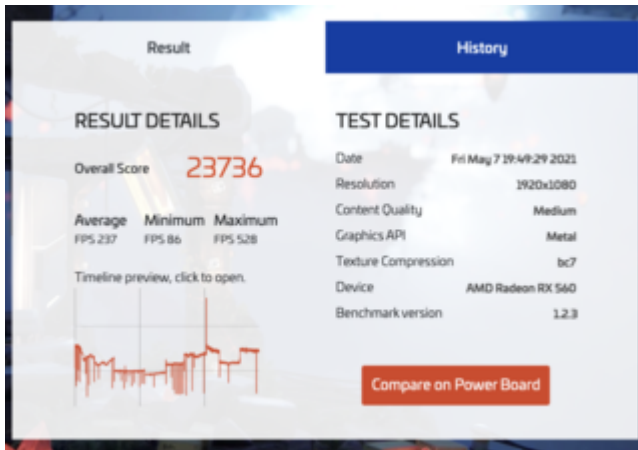 Result
History
RESULT DETAILS
Overall Score 23736
Average Minimum Maximum
FPS 237 FPS 86 FPS 528
Timeline preview, click to open.
TEST DETAILS
Date Fri May 7 19:49:29 2021
Resolution 1920x1080
Content Quality Medium
Graphics API Metal
Texture Compression bc7
Device AMD Radeon RX 560
Benchmark version 1.2.3
Compare on Power Board